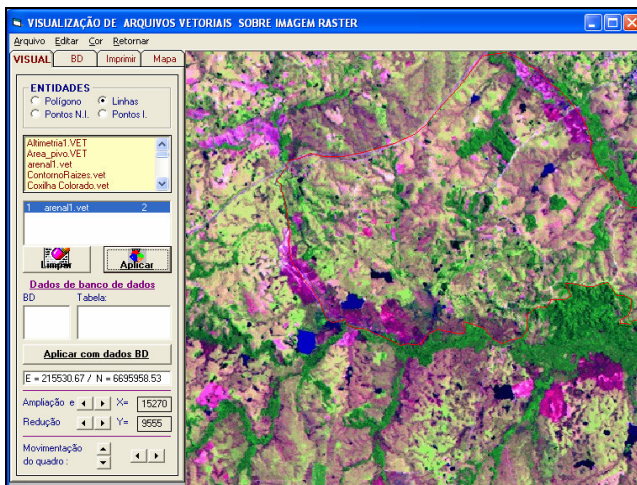 VISUALIZAÇÃO DE ARQUIVOS VETORIAIS SOBRE IMAGEM RASTER
Arquivo Editar Cor Retornar
VISUAL BD Imprimir Mapa
ENTIDADES
Polígono Linhas
Pontos N.I. Pontos I.
Altimetria1.VET
Area_pivo.VET
arenal1.vet
ContornoRaizes.vet
Coxilha Colorado.vet
1 arenal1.vet 2
Limpar Aplicar
Dados de banco de dados
BD Tabela:
Aplicar com dados BD
E = 215530.67 / N = 6695958.53
Ampliação e X= 15270
Redução Y= 9555
Movimentação
do quadro :